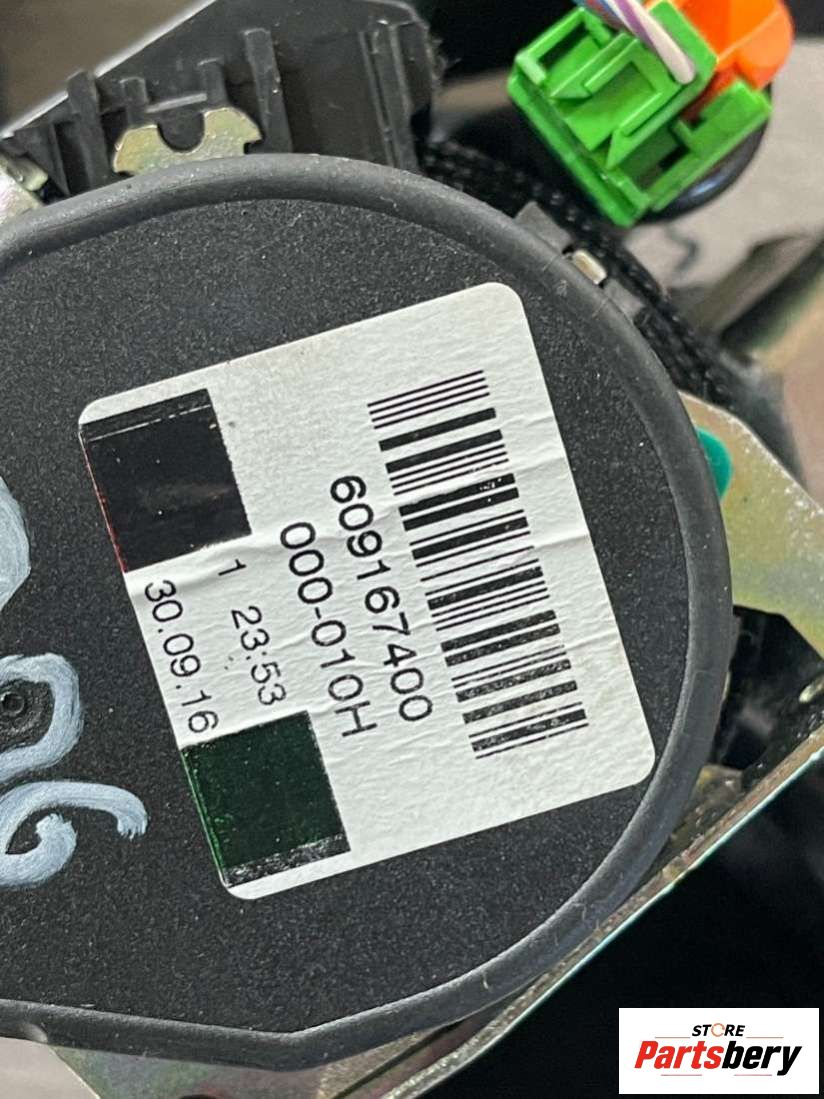 609167400
000-010H
1 23:53
30.09.16
STORE
Partsbery